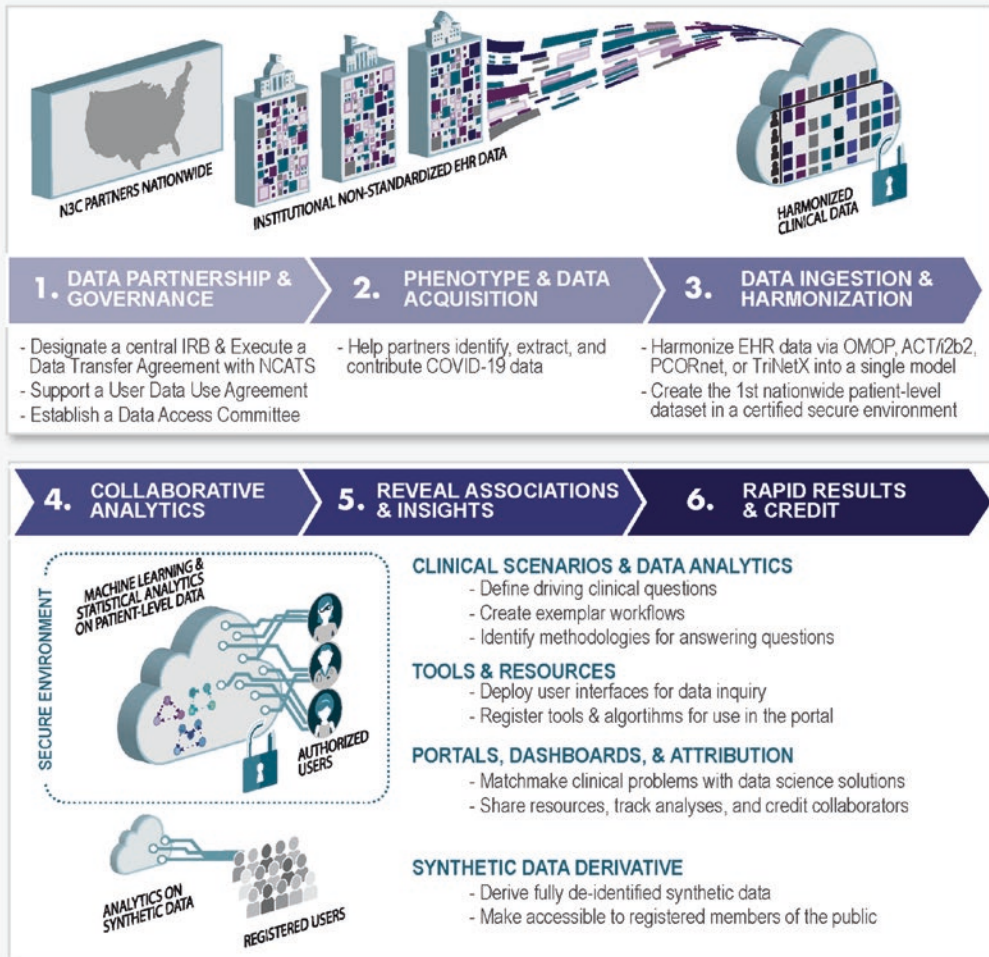 N3C PARTNERS NATIONWIDE
INSTITUTIONAL NON-STANDARDIZED EHR DATA
HARMONIZED
CLINICAL DATA
1. DATA PARTNERSHIP &
GOVERNANCE
- Designate a central IRB & Execute a
Data Transfer Agreement with NCATS
- Support a User Data Use Agreement
- Establish a Data Access Committee
2. PHENOTYPE & DATA
ACQUISITION
- Help partners identify, extract, and
contribute COVID-19 data
3. DATA INGESTION &
HARMONIZATION
- Harmonize EHR data via OMOP, ACT/i2b2,
PCORnet, or TriNetX into a single model
- Create the 1st nationwide patient-level
dataset in a certified secure environment
4. COLLABORATIVE
ANALYTICS
5. REVEAL ASSOCIATIONS
& INSIGHTS
6. RAPID RESULTS
& CREDIT
SECURE ENVIRONMENT
MACHINE LEARNING &
STATISTICAL ANALYTICS
ON PATIENT-LEVEL DATA
AUTHORIZED
USERS
ANALYTICS ON
SYNTHETIC DATA
REGISTERED USERS
CLINICAL SCENARIOS & DATA ANALYTICS
- Define driving clinical questions
- Create exemplar workflows
- Identify methodologies for answering questions
TOOLS & RESOURCES
- Deploy user interfaces for data inquiry
- Register tools & algortihms for use in the portal
PORTALS, DASHBOARDS, & ATTRIBUTION
- Matchmake clinical problems with data science solutions
- Share resources, track analyses, and credit collaborators
SYNTHETIC DATA DERIVATIVE
- Derive fully de-identified synthetic data
- Make accessible to registered members of the public